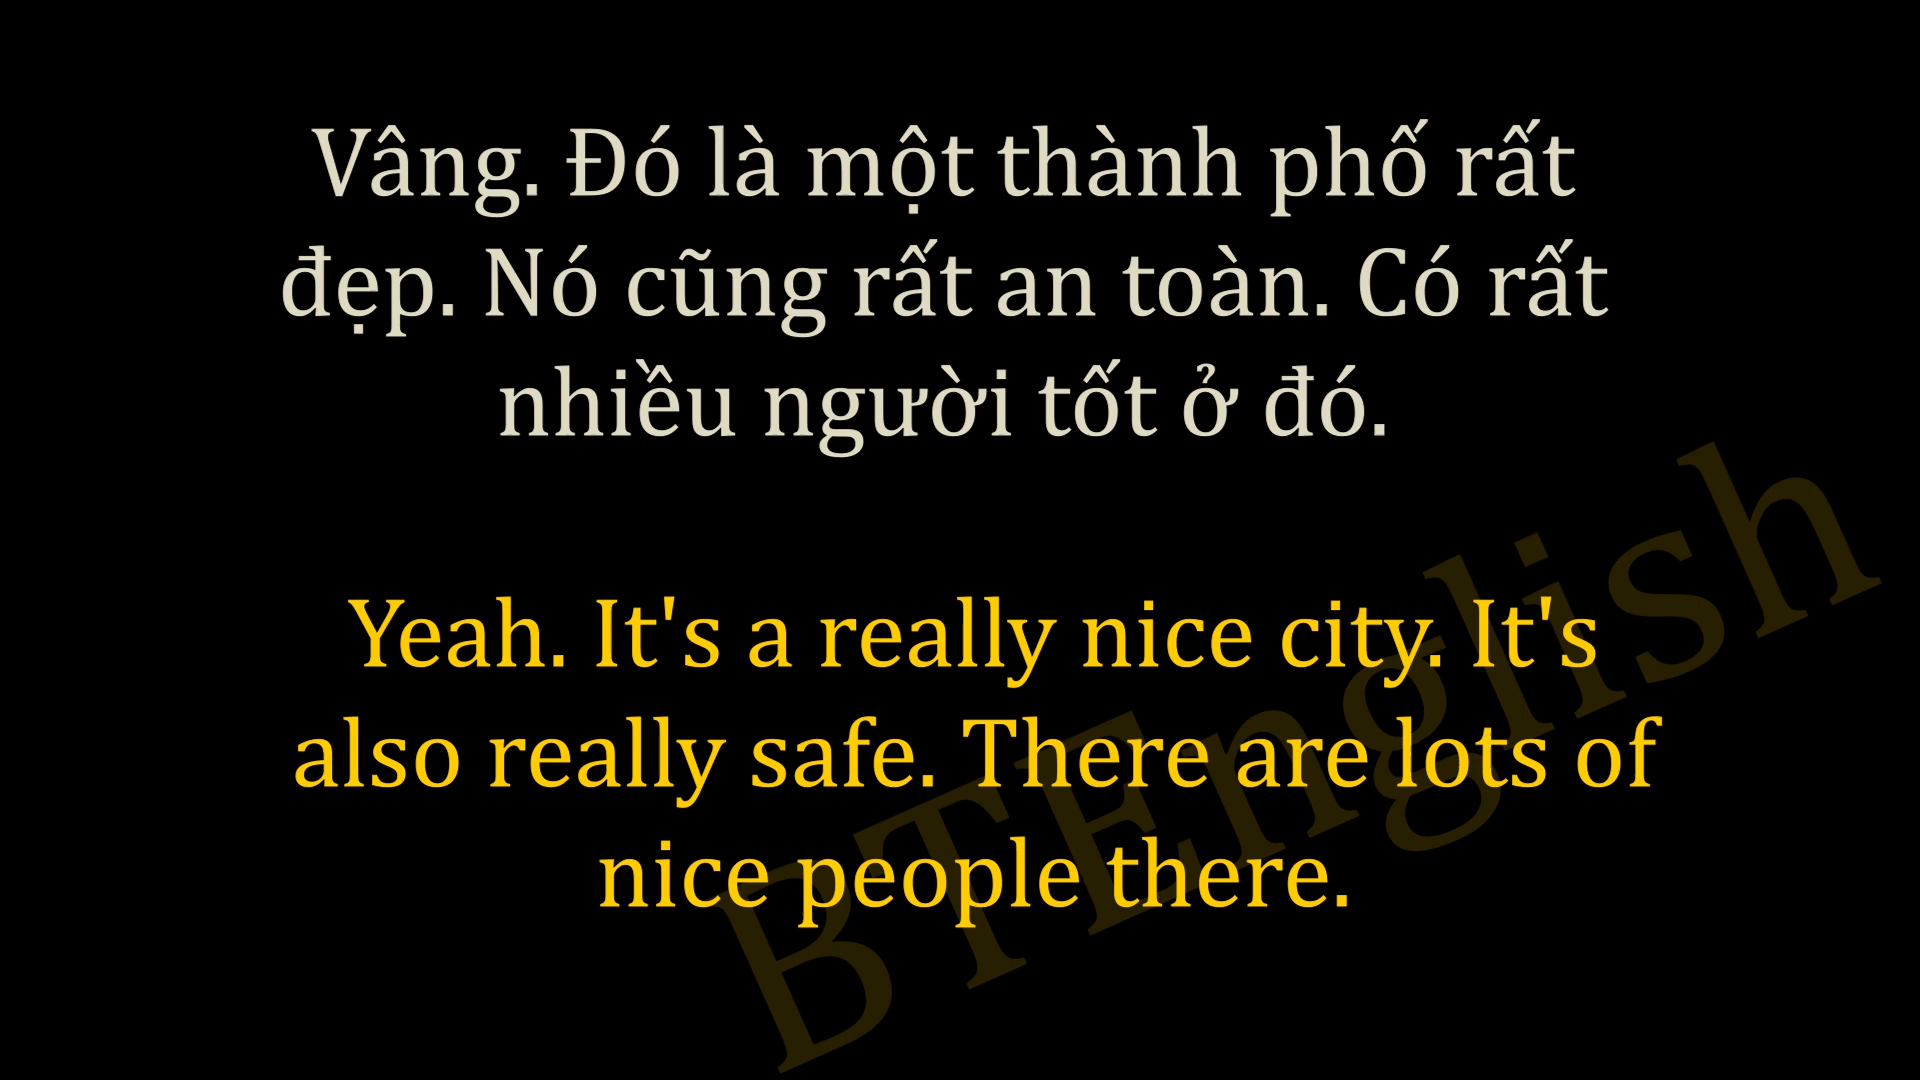 Vâng. Đó là một thành phố rất
đẹp. Nó cũng rất an toàn. Có rất
nhiều người tốt ở đó.
Yeah. It's a really nice city. It's
also really safe. There are lots of
nice people there.
BTEnglish